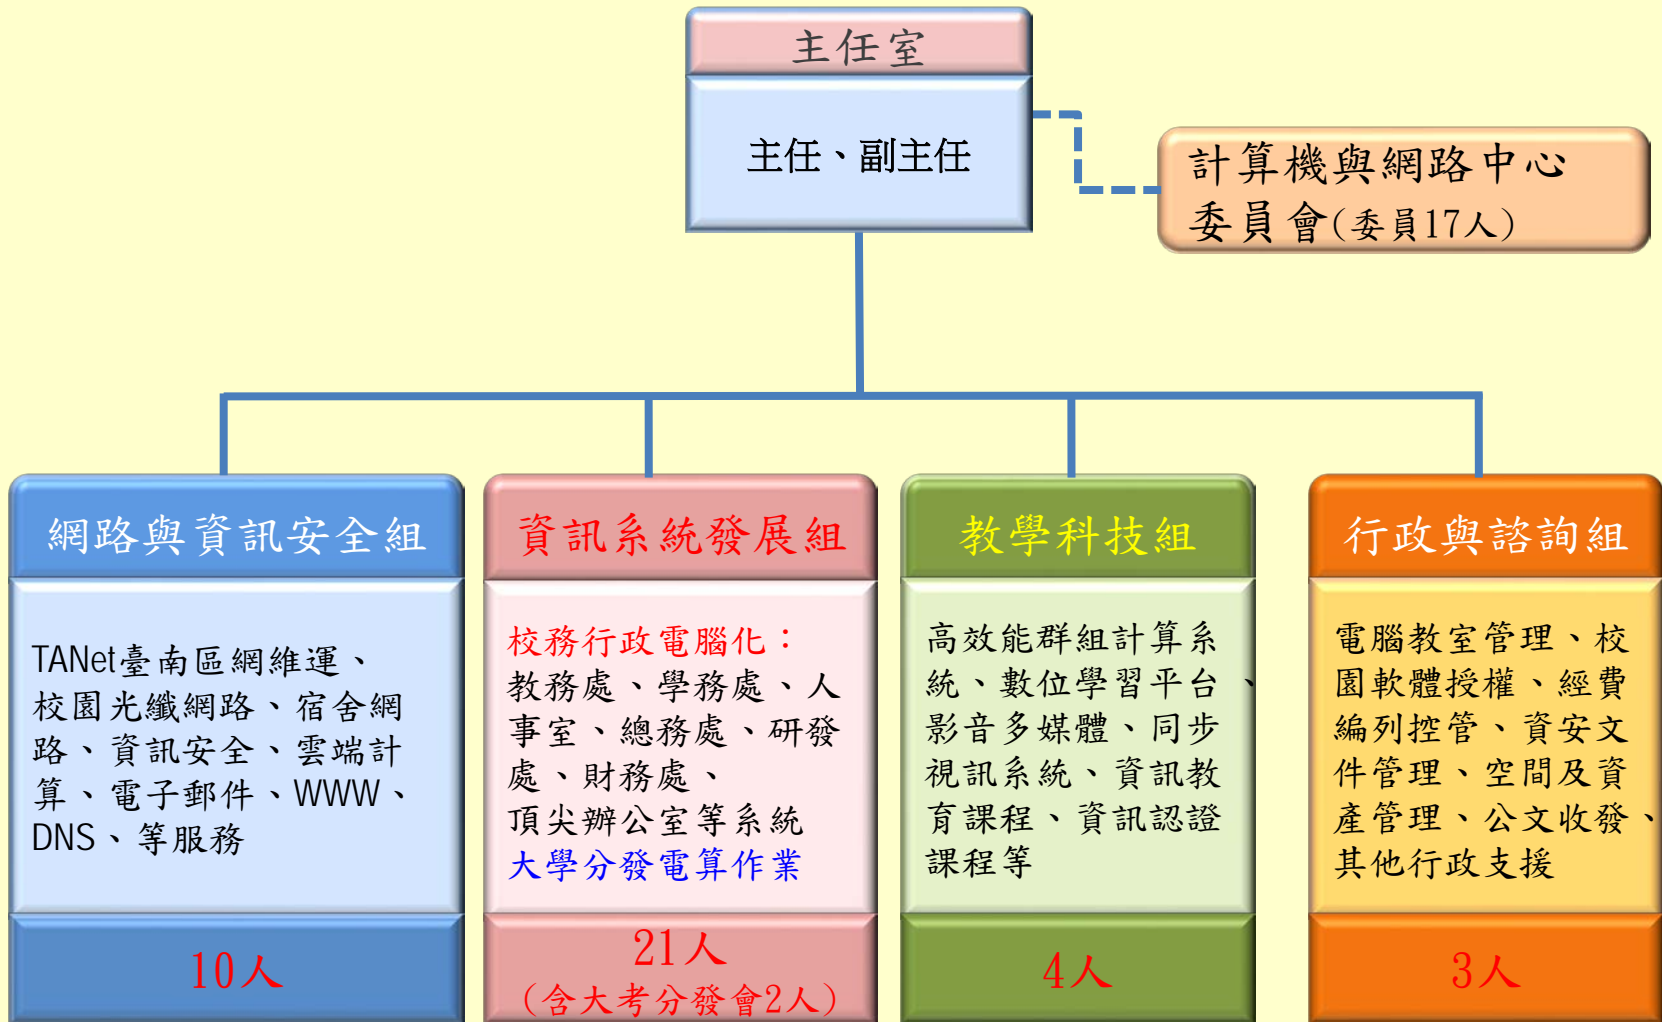 主任室
主任、副主任
計算機與網路中心
委員會(委員17人)
網路與資訊安全組
TANet臺南區網維運、
校園光纖網路、宿舍網
路、資訊安全、雲端計
算、電子郵件、WWW、
DNS、等服務
10人
資訊系統發展組
校務行政電腦化：
教務處、學務處、人
事室、總務處、研發
處、財務處、
頂尖辦公室等系統
大學分發電算作業
21人
(含大考分發會2人)
教學科技組
高效能群組計算系
統、數位學習平台、
影音多媒體、同步
視訊系統、資訊教
育課程、資訊認證
課程等
4人
行政與諮詢組
電腦教室管理、校
園軟體授權、經費
編列控管、資安文
件管理、空間及資
產管理、公文收發、
其他行政支援
3人